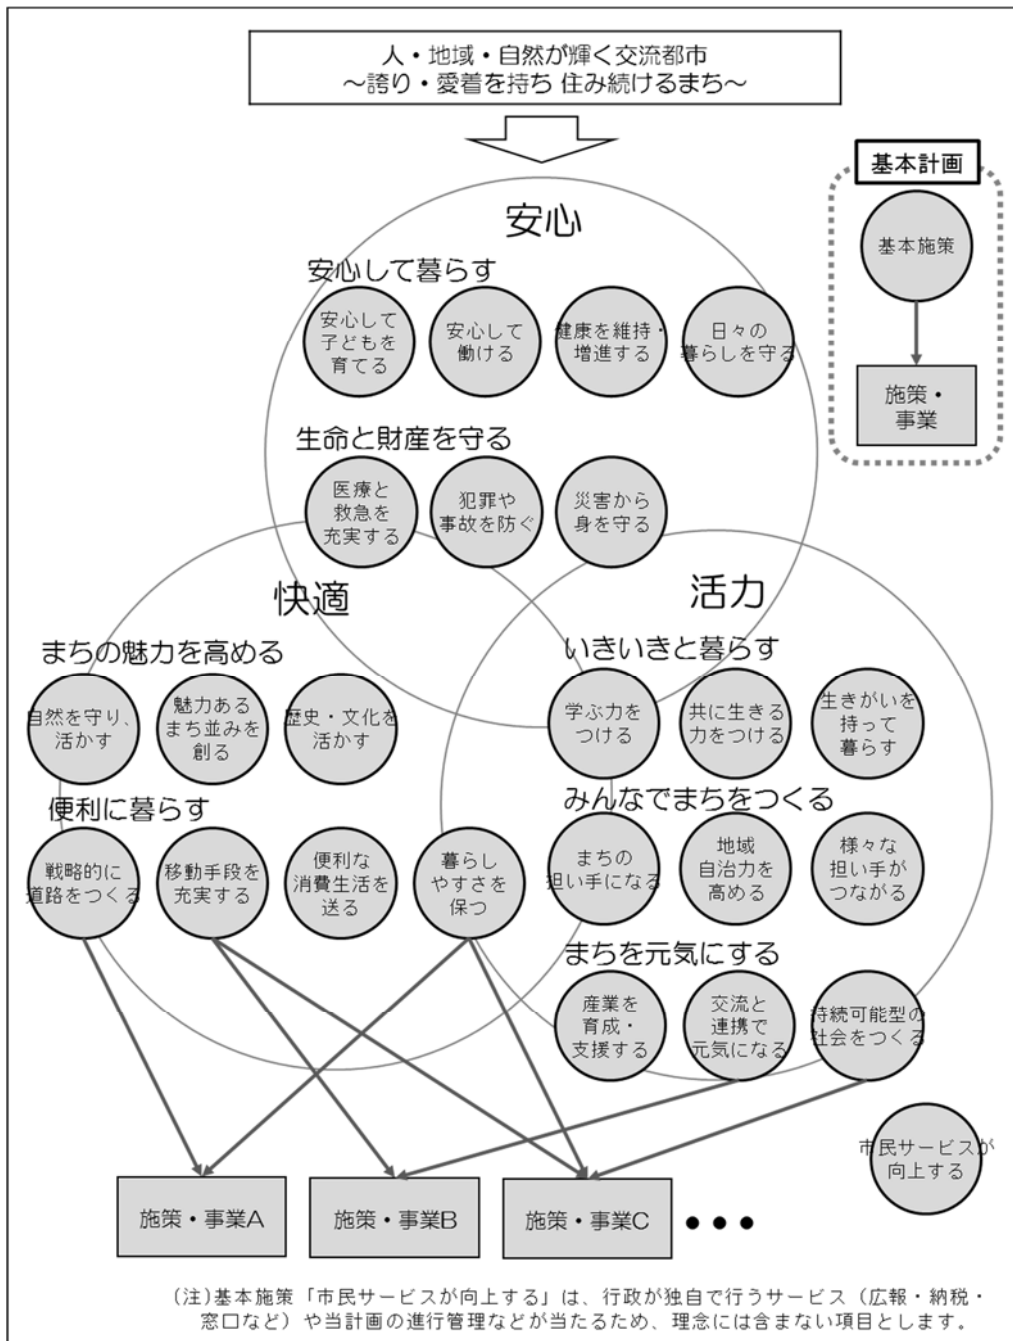 人・地域・自然が輝く交流都市
～誇り・愛着を持ち 住み続けるまち～
基本計画
基本施策
施策・
事業
安心
安心して暮らす
安心して
子どもを
育てる
安心して
働ける
健康を維持・
増進する
日々の
暮らしを守る
生命と財産を守る
医療と
救急を
充実する
犯罪や
事故を防ぐ
災害から
身を守る
快適
まちの魅力を高める
自然を守り、
活かす
魅力ある
まち並みを
創る
歴史・文化を
活かす
便利に暮らす
戦略的に
道路をつくる
移動手段を
充実する
便利な
消費生活を
送る
暮らし
やすさを
保つ
活力
いきいきと暮らす
学ぶ力を
つける
共に生きる
力をつける
生きがいを
持って
暮らす
みんなでまちをつくる
まちの
担い手になる
地域
自治力を
高める
様々な
担い手が
つながる
まちを元気にする
産業を
育成・
支援する
交流と
連携で
元気になる
持続可能型の
社会をつくる
市民サービスが
向上する
施策・事業A
施策・事業B
施策・事業C
●●●
(注)基本施策「市民サービスが向上する」は、行政が独自で行うサービス（広報・納税・
窓口など）や当計画の進行管理などが当たるため、理念には含まない項目とします。